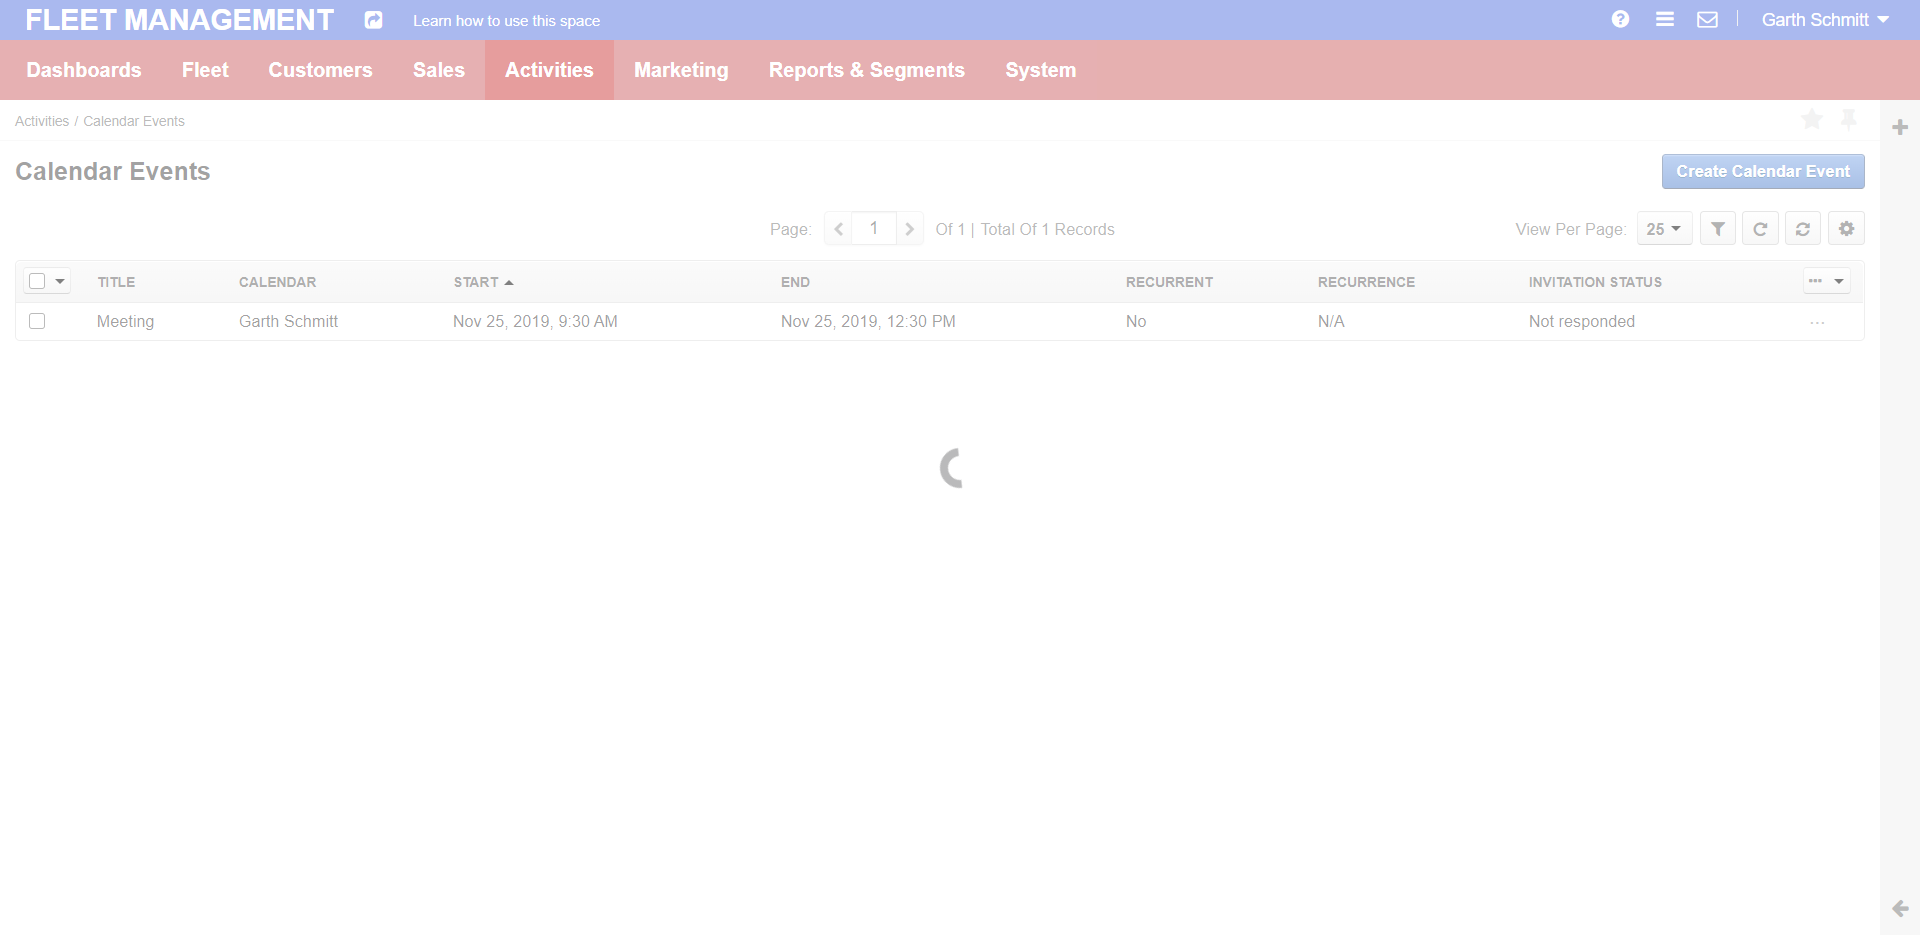 FLEET MANAGEMENT Learn how to use this space Garth Schmitt
Dashboards Fleet Customers Sales Activities Marketing Reports & Segments System
Activities / Calendar Events
Calendar Events Create Calendar Event
Page: 1 Of 1 | Total Of 1 Records View Per Page: 25
TITLE CALENDAR START END RECURRENT RECURRENCE INVITATION STATUS
Meeting Garth Schmitt Nov 25, 2019, 9:30 AM Nov 25, 2019, 12:30 PM No N/A Not responded